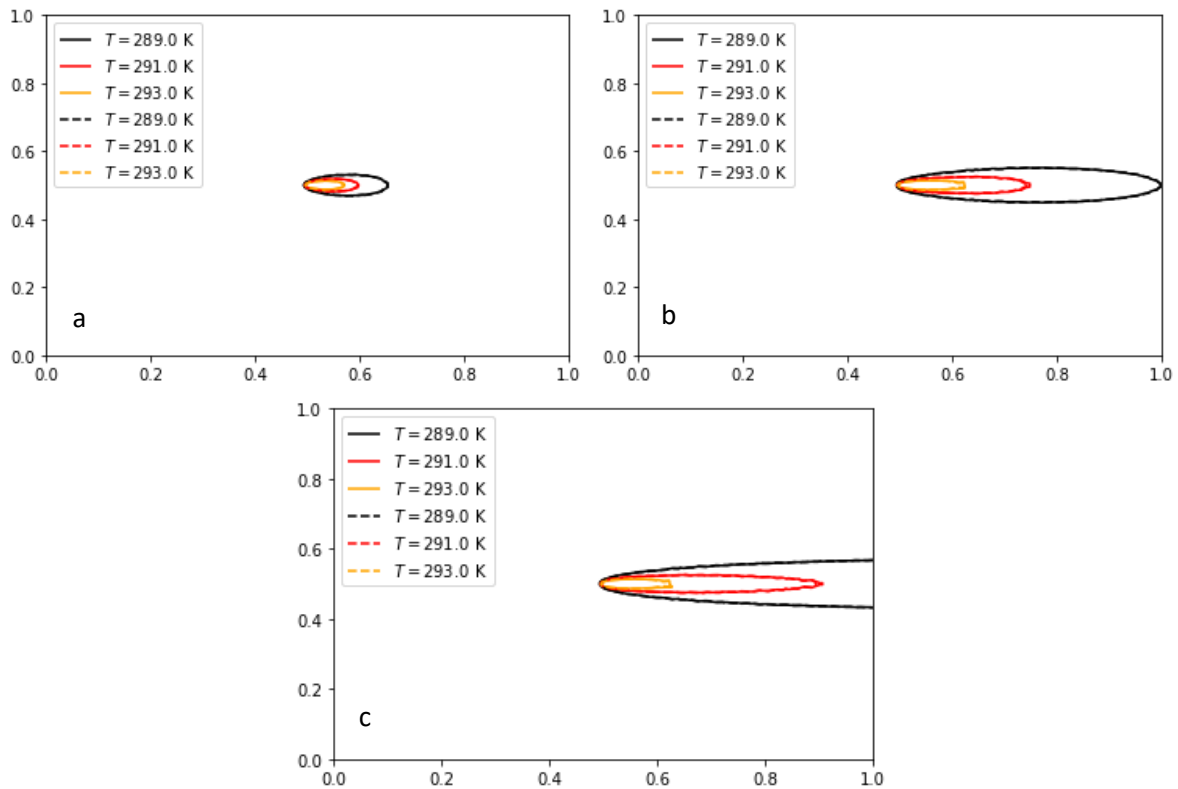 1.0
0.8
0.6
0.4
0.2
0.0
T = 289.0 K
T = 291.0 K
T = 293.0 K
T = 289.0 K
T = 291.0 K
T = 293.0 K
a
0.0 0.2 0.4 0.6 0.8 1.0
1.0
0.8
0.6
0.4
0.2
0.0
T = 289.0 K
T = 291.0 K
T = 293.0 K
T = 289.0 K
T = 291.0 K
T = 293.0 K
b
0.0 0.2 0.4 0.6 0.8 1.0
1.0
0.8
0.6
0.4
0.2
0.0
T = 289.0 K
T = 291.0 K
T = 293.0 K
T = 289.0 K
T = 291.0 K
T = 293.0 K
c
0.0 0.2 0.4 0.6 0.8 1.0